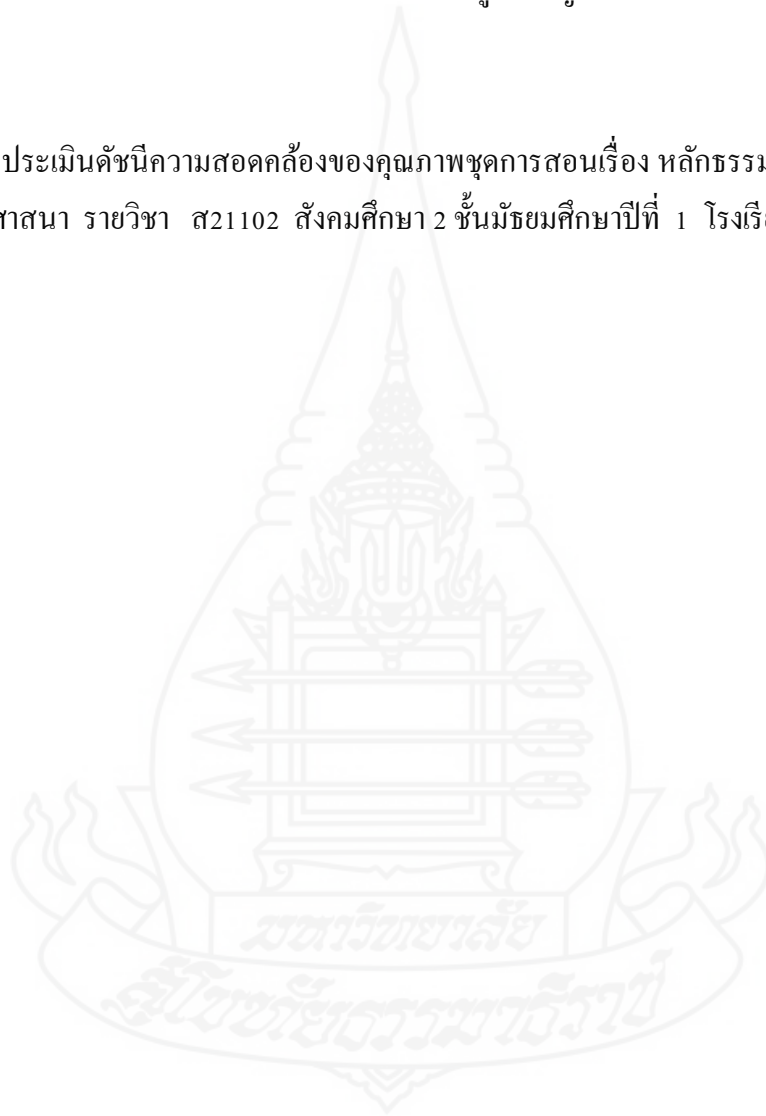 ประเมินดัชนีความสอดคล้องของคุณภาพชุดการสอนเรื่อง หลักธรรม
ศาสนา รายวิชา ส21102 สังคมศึกษา 2 ชั้นมัธยมศึกษาปีที่ 1
มหาวิทยาลัย
สุโขทัยธรรมาธิราช